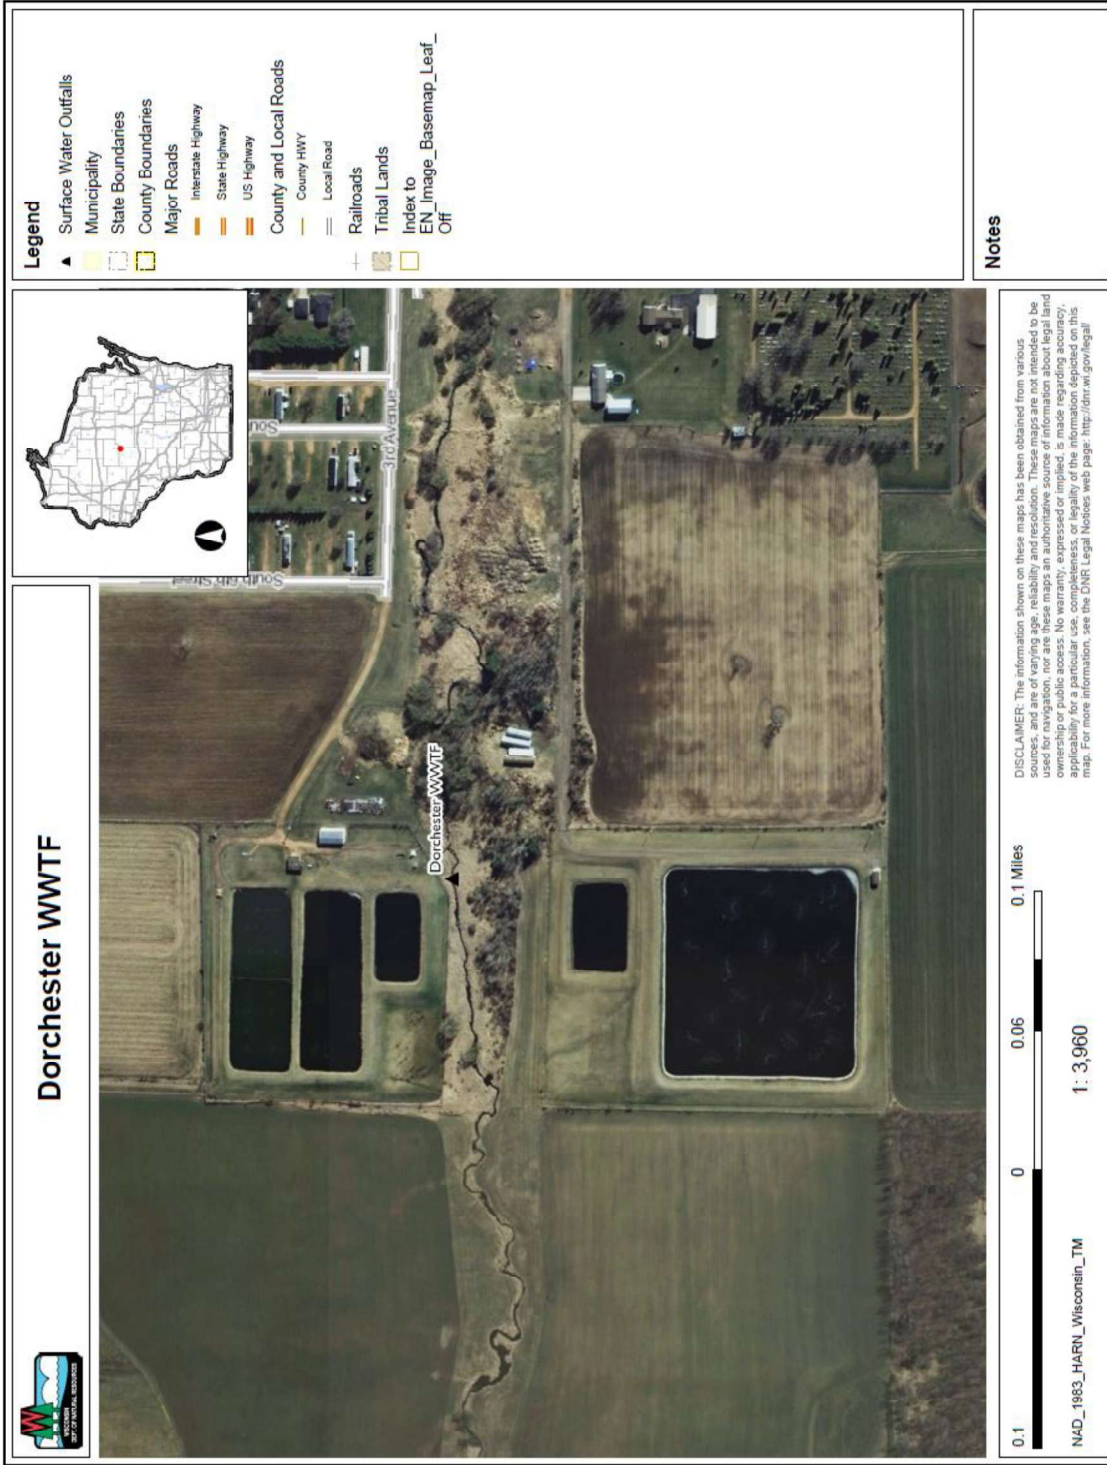 WISCONSIN
DEPT. OF NATURAL RESOURCES
Dorchester WWTF
Legend
Surface Water Outfalls
Municipality
State Boundaries
County Boundaries
Major Roads
Interstate Highway
State Highway
US Highway
County and Local Roads
County HWY
Local Road
Railroads
Tribal Lands
Index to
EN_Image_Basemap_Leaf_
Off
South 6th Street
Sou
3rd Avenue
Dorchester WWTF
0.1
0
0.06
0.1 Miles
NAD_1983_HARN_Wisconsin_TM
1: 3,960
DISCLAIMER: The information shown on these maps has been obtained from various
sources, and are of varying age, reliability and resolution. These maps are not intended to be
used for navigation, nor are these maps an authoritative source of information about legal land
ownership or public access. No warranty, expressed or implied, is made regarding accuracy,
applicability for a particular use, completeness, or legality of the information depicted on this
map. For more information, see the DNR Legal Notices web page: http://dnr.wi.gov/legal/
Notes